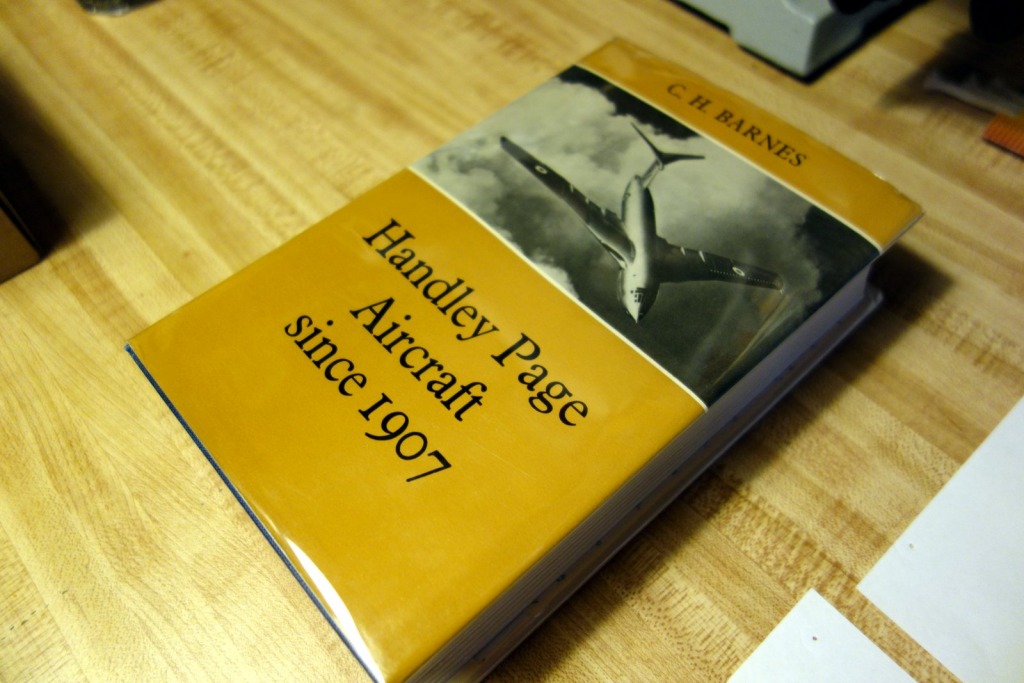 C. H. BARNES
Handley Page
Aircraft
since 1907